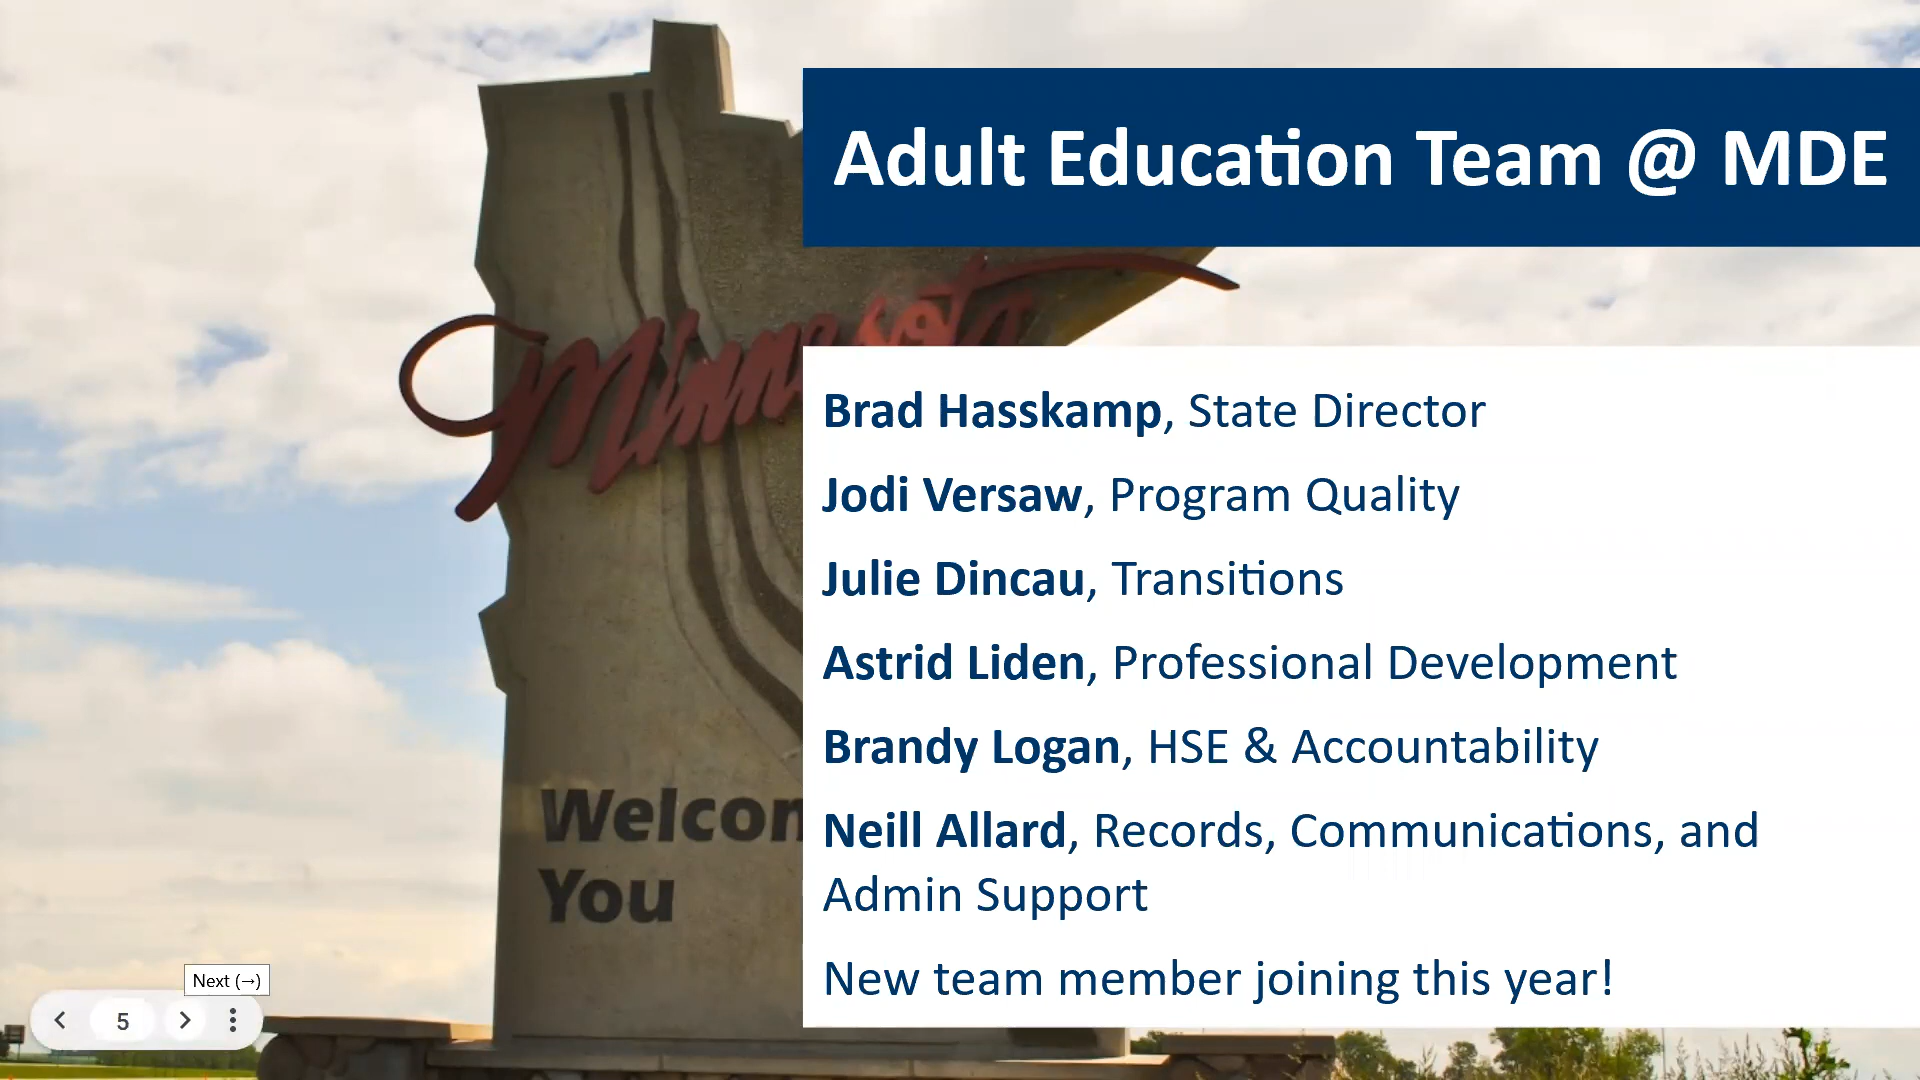 Adult Education Team @ MDE
Minnesota
Brad Hasskamp, State Director
Jodi Versaw, Program Quality
Julie Dincau, Transitions
Astrid Liden, Professional Development
Brandy Logan, HSE & Accountability
Neill Allard, Records, Communications, and
Admin Support
New team member joining this year!
Welcom
You
Next (→)
5